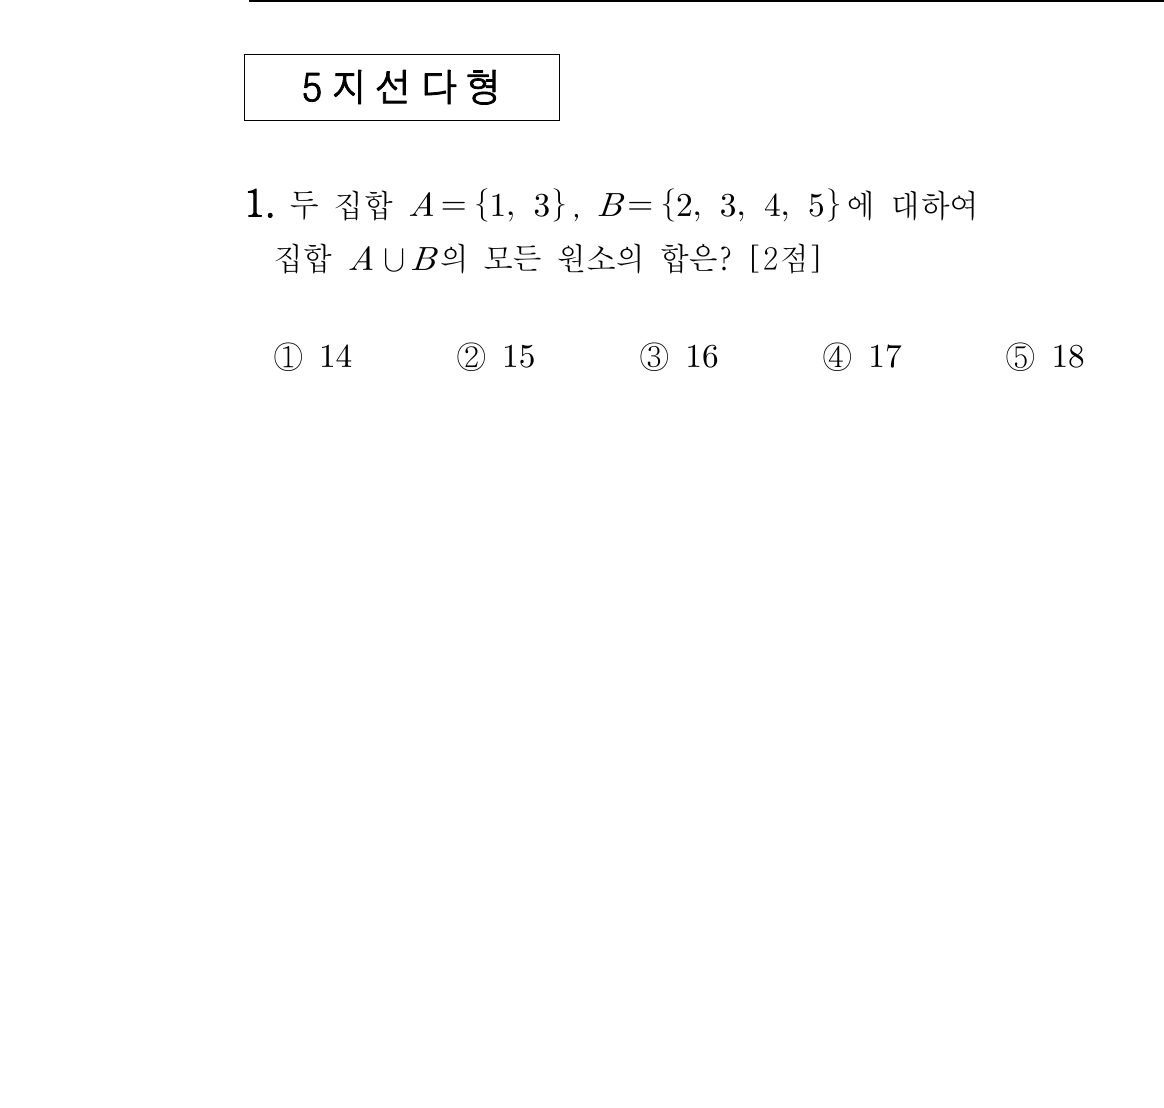 5지선다형
1. 두 집합 A={1, 3}, B={2, 3, 4, 5}에 대하여
집합 A∪B의 모든 원소의 합은? [2점]
① 14 ② 15 ③ 16 ④ 17 ⑤ 18